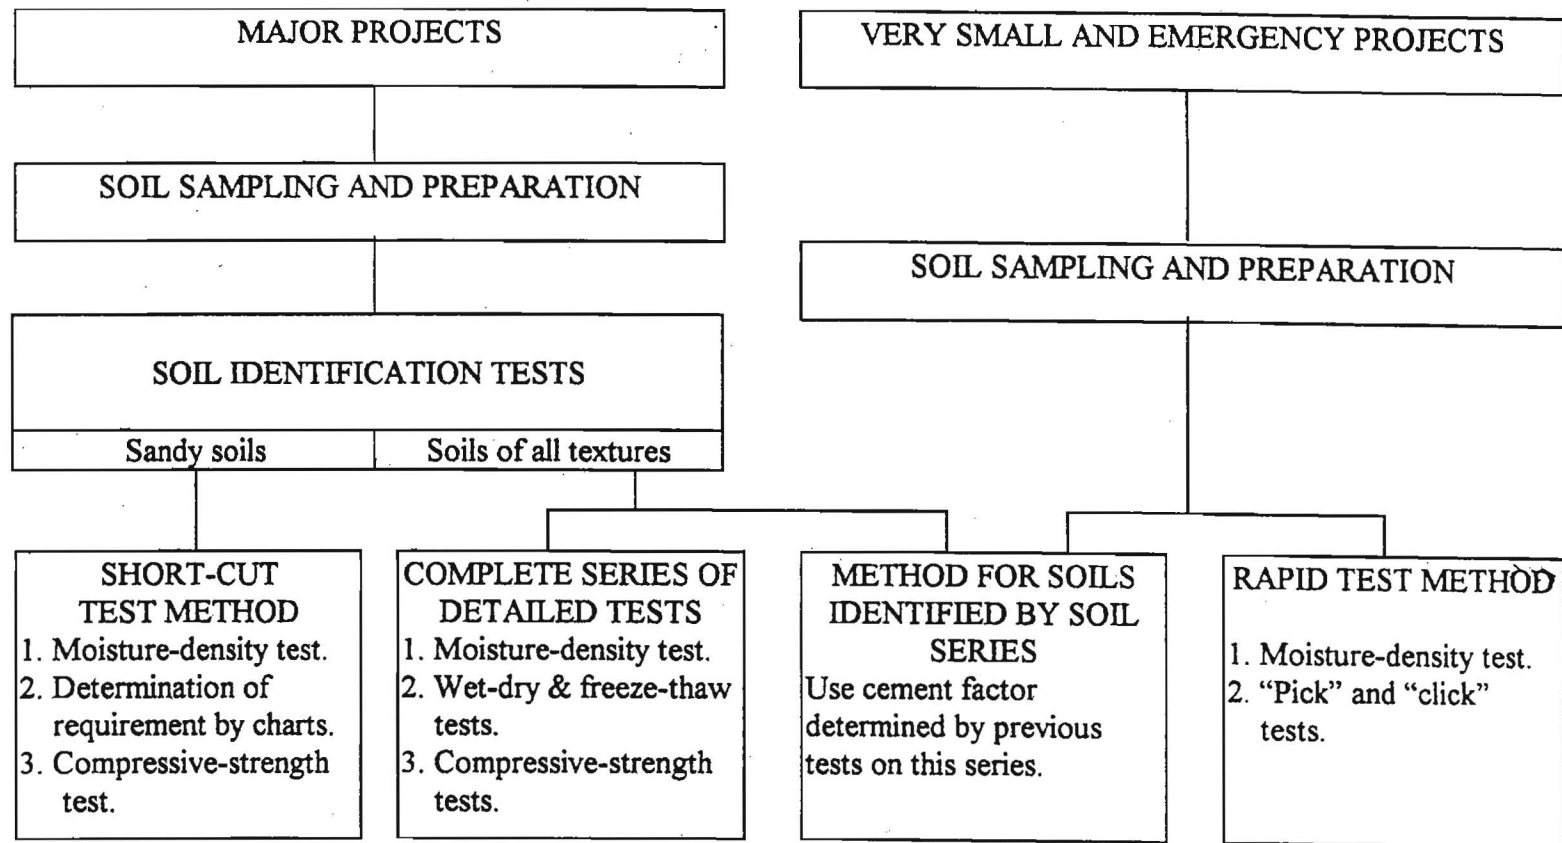 MAJOR PROJECTS
VERY SMALL AND EMERGENCY PROJECTS
SOIL SAMPLING AND PREPARATION
SOIL SAMPLING AND PREPARATION
SOIL IDENTIFICATION TESTS
Sandy soils
Soils of all textures
SHORT-CUT
TEST METHOD
1. Moisture-density test.
2. Determination of
requirement by charts.
3. Compressive-strength
test.
COMPLETE SERIES OF
DETAILED TESTS
1. Moisture-density test.
2. Wet-dry & freeze-thaw
tests.
3. Compressive-strength
tests.
METHOD FOR SOILS
IDENTIFIED BY SOIL
SERIES
Use cement factor
determined by previous
tests on this series.
RAPID TEST METHOD
1. Moisture-density test.
2. “Pick” and “click”
tests.